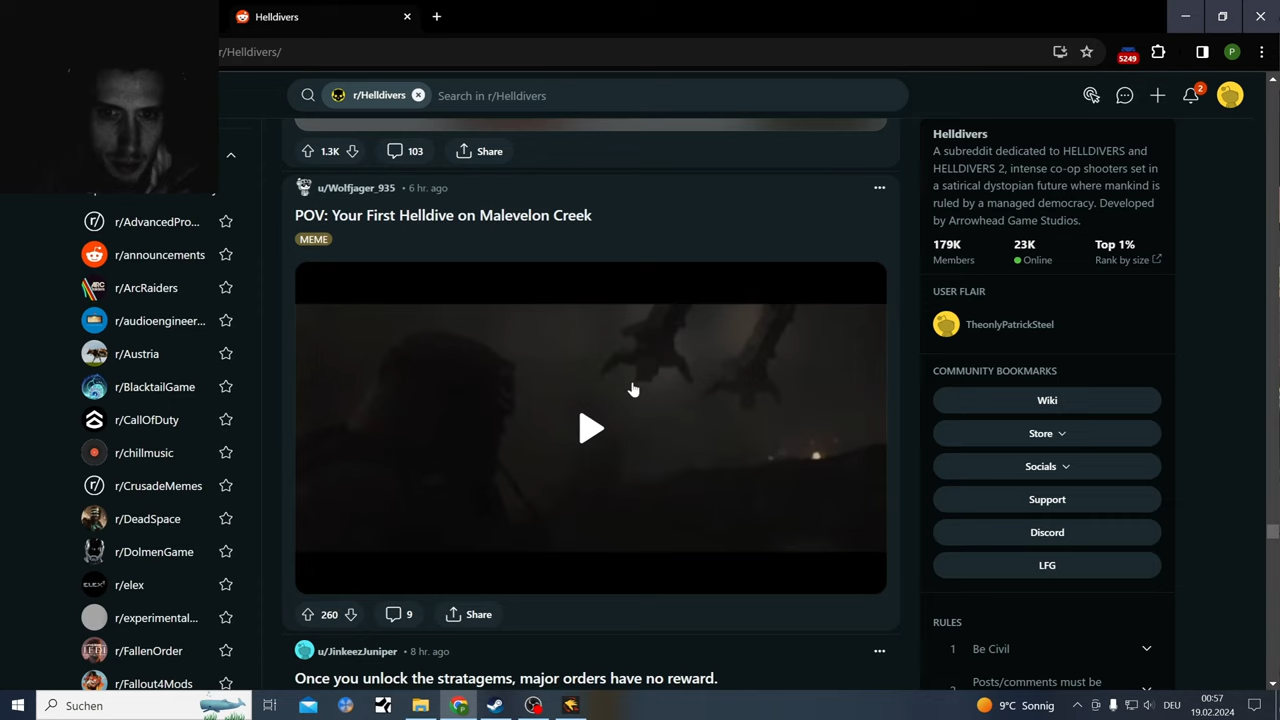 Helldivers
r/Helldivers/
5249
P
r/Helldivers
Search in r/Helldivers
2
1.3K
103
Share
u/Wolfjager_935 • 6 hr. ago
POV: Your First Helldive on Malevelon Creek
MEME
260
9
Share
u/JinkeezJuniper • 8 hr. ago
Once you unlock the stratagems, major orders have no reward.
r/AdvancedPro...
r/announcements
r/ArcRaiders
r/audioengineer...
r/Austria
r/BlacktailGame
r/CallOfDuty
r/chillmusic
r/CrusadeMemes
r/DeadSpace
r/DolmenGame
r/elex
r/experimental...
r/FallenOrder
r/Fallout4Mods
Helldivers
A subreddit dedicated to HELLDIVERS and
HELLDIVERS 2, intense co-op shooters set in
a satirical dystopian future where mankind is
ruled by a managed democracy. Developed
by Arrowhead Game Studios.
179K
Members
23K
Online
Top 1%
Rank by size
USER FLAIR
TheonlyPatrickSteel
COMMUNITY BOOKMARKS
Wiki
Store
Socials
Support
Discord
LFG
RULES
1 Be Civil
Posts/comments must be
Suchen
9°C Sonnig
DEU
00:57
19.02.2024